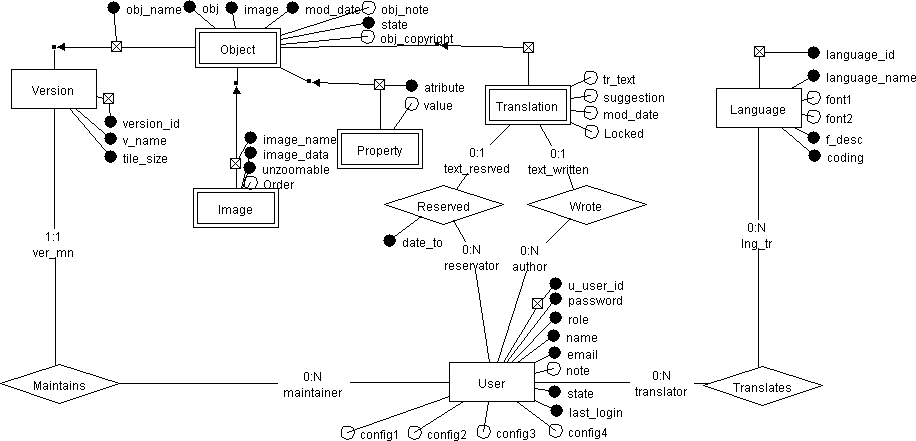 obj_name
obj
image
mod_date
obj_note
state
obj_copyright
Object
Version
version_id
v_name
tile_size
atribute
value
Property
image_name
image_data
unzoomable
Order
Image
Translation
tr_text
suggestion
mod_date
Locked
language_id
language_name
font1
font2
f_desc
coding
Language
0:1
text_resrved
0:1
text_written
Reserved
Wrote
date_to
0:N
reservator
0:N
author
1:1
ver_mn
0:N
lng_tr
u_user_id
password
role
name
email
note
state
last_login
User
Maintains
0:N
maintainer
0:N
translator
Translates
config1
config2
config3
config4